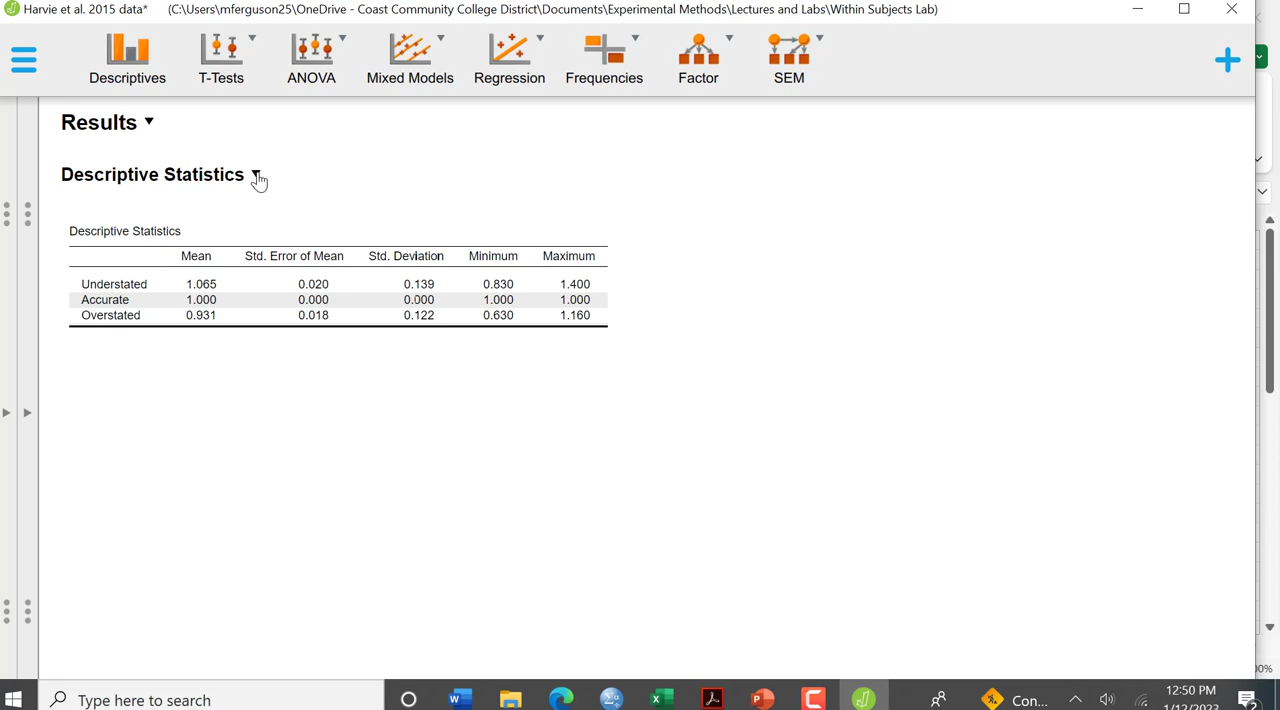 Harvie et al. 2015 data* (C:\Users\mferguson25\OneDrive - Coast Community College District\Documents\Experimental Methods\Lectures and Labs\Within Subjects Lab)
Descriptives T-Tests ANOVA Mixed Models Regression Frequencies Factor SEM
Results
Descriptive Statistics
Descriptive Statistics
Mean Std. Error of Mean Std. Deviation Minimum Maximum
Understated 1.065 0.020 0.139 0.830 1.400
Accurate 1.000 0.000 0.000 1.000 1.000
Overstated 0.931 0.018 0.122 0.630 1.160
Type here to search
Con...
12:50 PM
1/12/2023